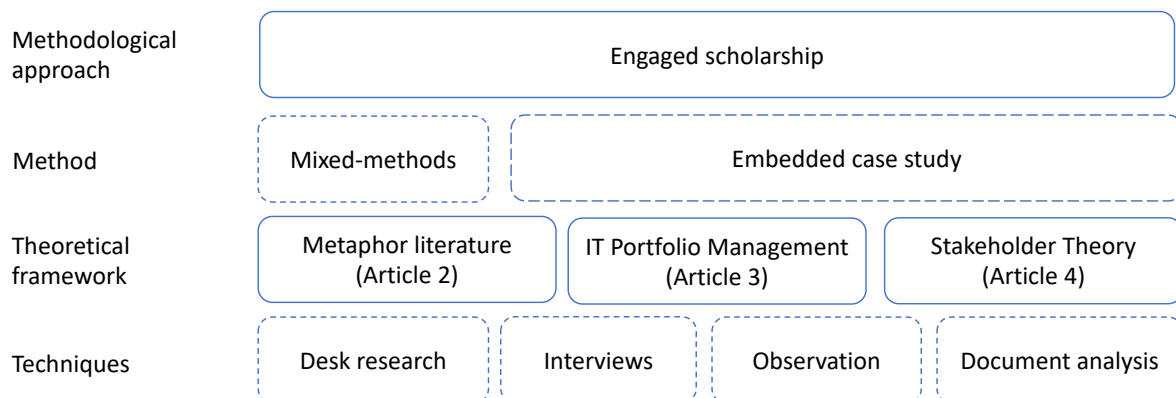 Methodological
approach
Engaged scholarship
Method
Mixed-methods
Embedded case study
Theoretical
framework
Metaphor literature
(Article 2)
IT Portfolio Management
(Article 3)
Stakeholder Theory
(Article 4)
Techniques
Desk research
Interviews
Observation
Document analysis